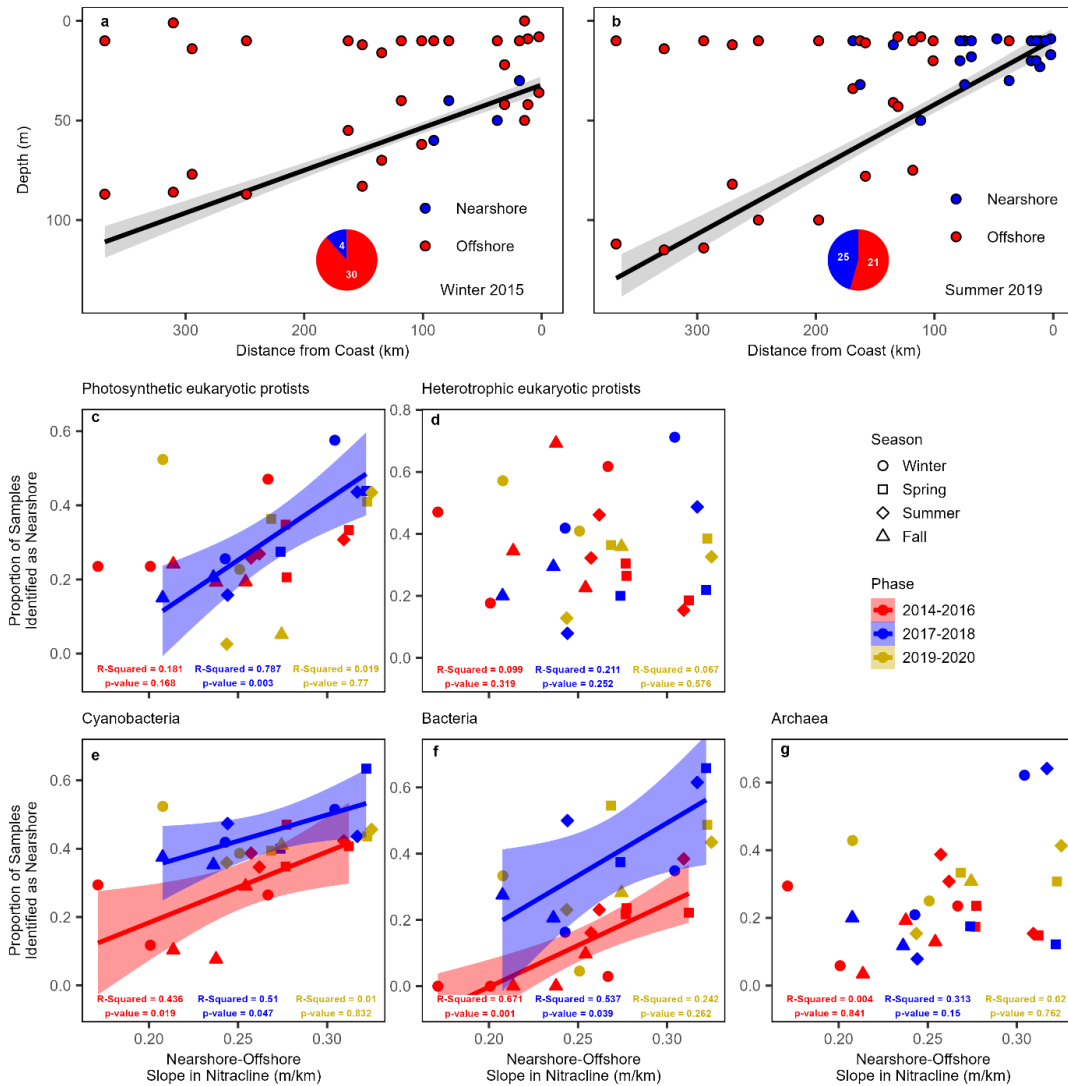 a
b
0
50
100
Depth (m)
Nearshore
Offshore
4
30
Winter 2015
Nearshore
Offshore
25
21
Summer 2019
300
200
100
0
300
200
100
0
Distance from Coast (km)
Distance from Coast (km)
Photosynthetic eukaryotic protists
Heterotrophic eukaryotic protists
c
0.6
0.4
0.2
0.0
Proportion of Samples
Identified as Nearshore
R-Squared = 0.181
p-value = 0.168
R-Squared = 0.787
p-value = 0.003
R-Squared = 0.019
p-value = 0.77
d
0.8
0.6
0.4
0.2
0.0
R-Squared = 0.099
p-value = 0.319
R-Squared = 0.211
p-value = 0.252
R-Squared = 0.067
p-value = 0.576
Season
Winter
Spring
Summer
Fall
Phase
2014-2016
2017-2018
2019-2020
Cyanobacteria
Bacteria
Archaea
e
0.6
0.4
0.2
0.0
Proportion of Samples
Identified as Nearshore
R-Squared = 0.436
p-value = 0.019
R-Squared = 0.51
p-value = 0.047
R-Squared = 0.01
p-value = 0.832
f
R-Squared = 0.671
p-value = 0.001
R-Squared = 0.537
p-value = 0.039
R-Squared = 0.242
p-value = 0.262
g
0.6
0.4
0.2
0.0
R-Squared = 0.004
p-value = 0.841
R-Squared = 0.313
p-value = 0.15
R-Squared = 0.02
p-value = 0.762
0.20
0.25
0.30
0.20
0.25
0.30
0.20
0.25
0.30
Nearshore-Offshore
Slope in Nitracline (m/km)
Nearshore-Offshore
Slope in Nitracline (m/km)
Nearshore-Offshore
Slope in Nitracline (m/km)